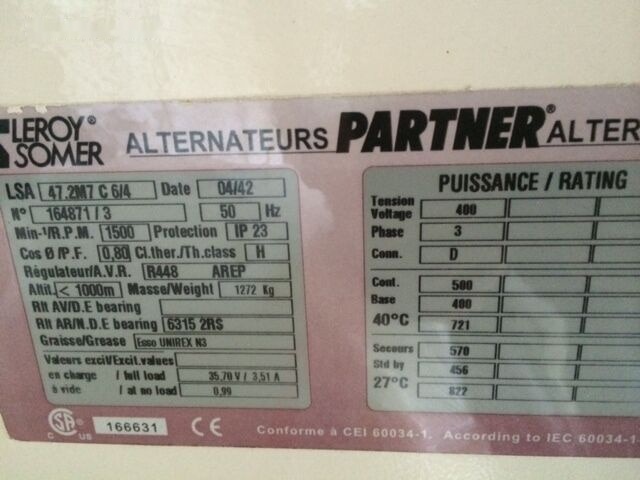 LEROY®
SOMER
ALTERNATEURS PARTNER® ALTER
LSA 47.2M7 C 6/4 Date 04/42
N° 164871 / 3 50 Hz
Min-¹/R.P.M. 1500 Protection IP 23
Cos Ø /P.F. 0,80 Cl.ther./Th.class H
Régulateur/A.V.R. R448 AREP
Altit. < 1000m Masse/Weight 1272 Kg
Rlt AV/D.E bearing
Rlt AR/N.D.E bearing 6315 2RS
Graisse/Grease Esso UNIREX N3
Valeurs excit/Excit.values
en charge / full load 35,70 V / 3,51 A
à vide / at no load 0,99
PUISSANCE / RATING
Tension
Voltage 400
Phase 3
Conn. D
Cont. 500
Base 400
40°C 721
Secours 570
Std by 456
27°C 822
C SA US 166631 CE Conforme à CEI 60034-1. According to IEC 60034-1